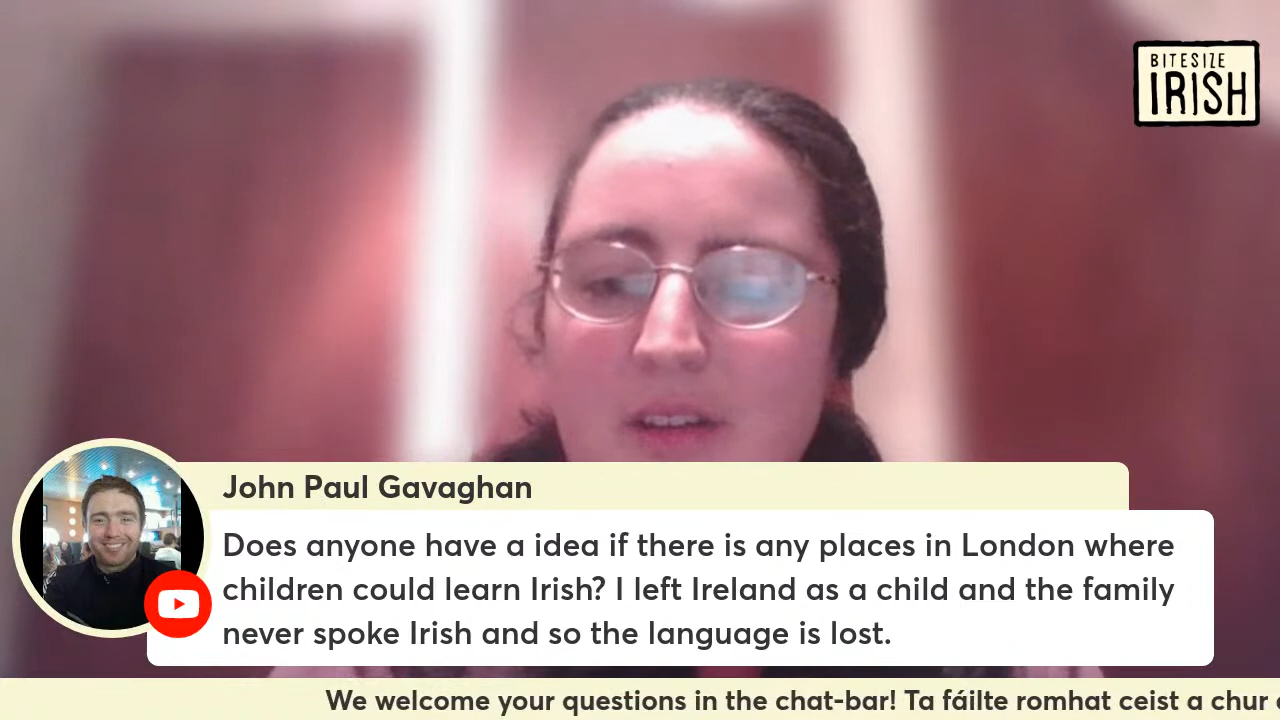 BITESIZE
IRISH
John Paul Gavaghan
Does anyone have a idea if there is any places in London where
children could learn Irish? I left Ireland as a child and the family
never spoke Irish and so the language is lost.
We welcome your questions in the chat-bar! Ta fáilte romhat ceist a chur